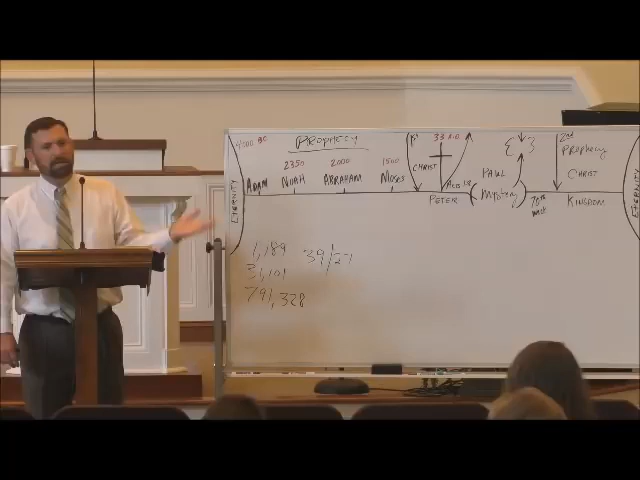 4000 BC
PROPHECY
1st
33 A.D.
2nd
PROPHECY
2350
2000
1500
ADAM
NOAH
ABRAHAM
MOSES
CHRIST
ACTS
PAUL
MYSTERY
CHRIST
PETER
70th
WEEK
KINGDOM
ETERNITY
ETERNITY
1,189
39/27
31,101
791,328